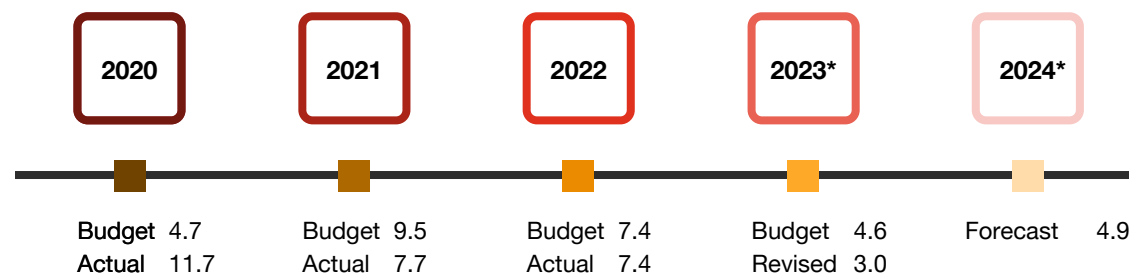 2020 2021 2022 2023* 2024*
Budget 4.7 Budget 9.5 Budget 7.4 Budget 4.6 Forecast 4.9
Actual 11.7 Actual 7.7 Actual 7.4 Revised 3.0